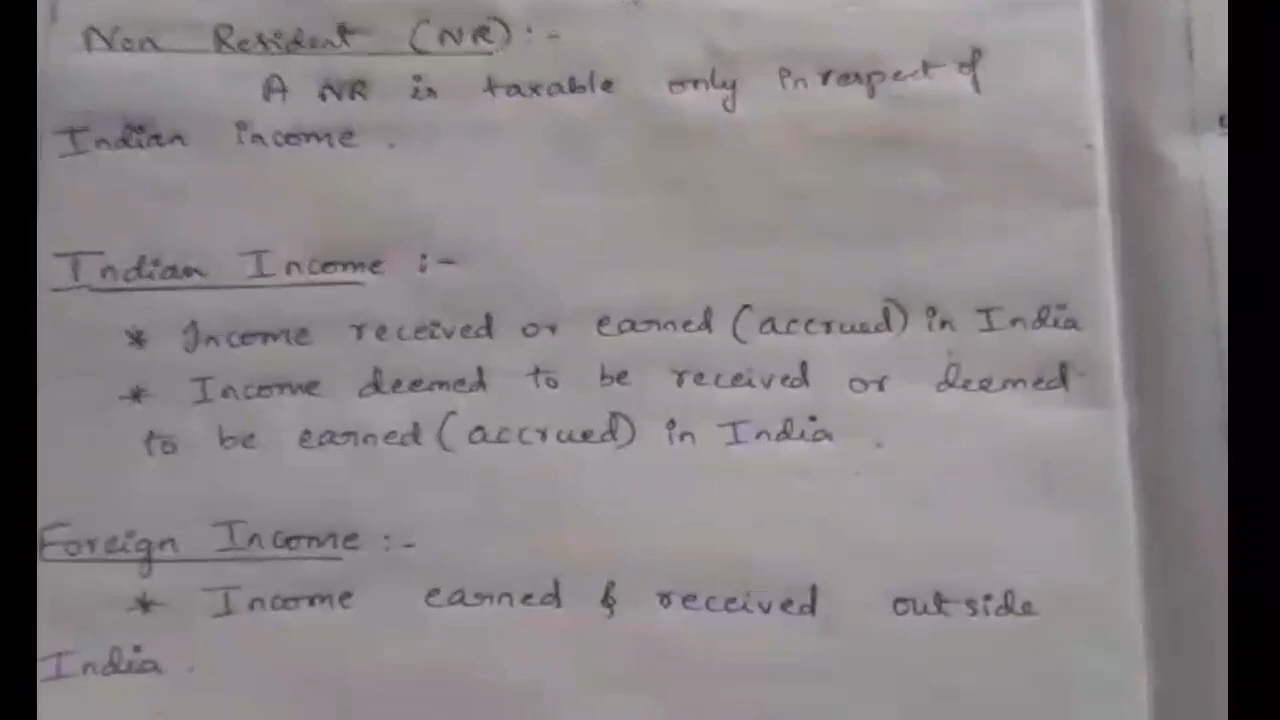 Non Resident (NR) :-
A NR is taxable only in respect of
Indian income.
Indian Income :-
* Income received or earned (accrued) in India
* Income deemed to be received or deemed
to be earned (accrued) in India.
Foreign Income :-
* Income earned & received outside
India.